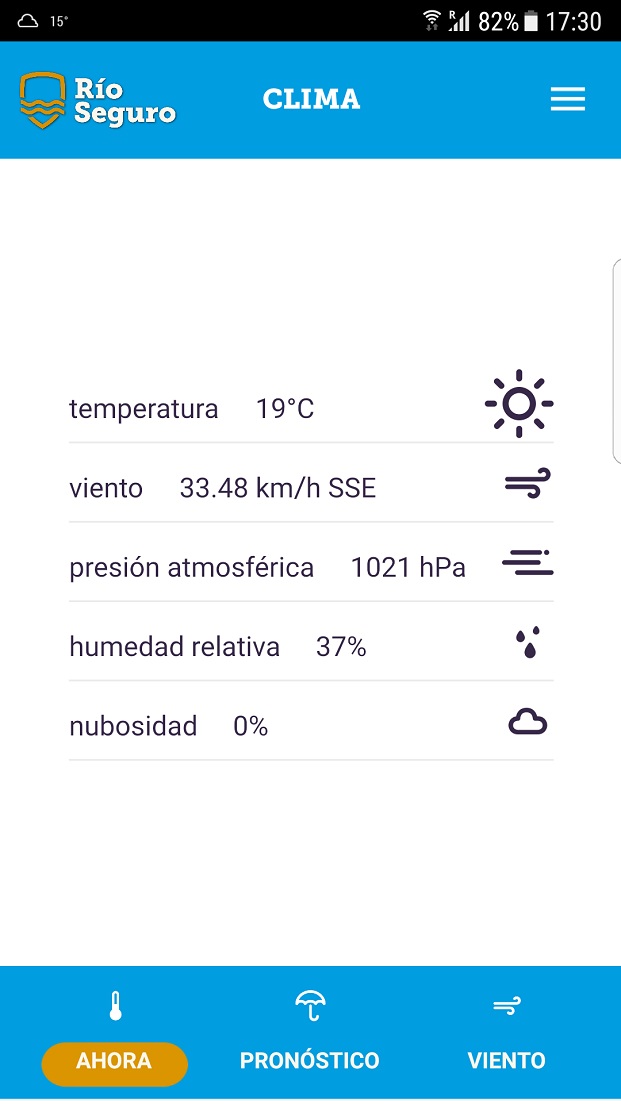 15° R 82% 17:30
Río
Seguro
CLIMA
temperatura 19°C
viento 33.48 km/h SSE
presión atmosférica 1021 hPa
humedad relativa 37%
nubosidad 0%
AHORA PRONÓSTICO VIENTO